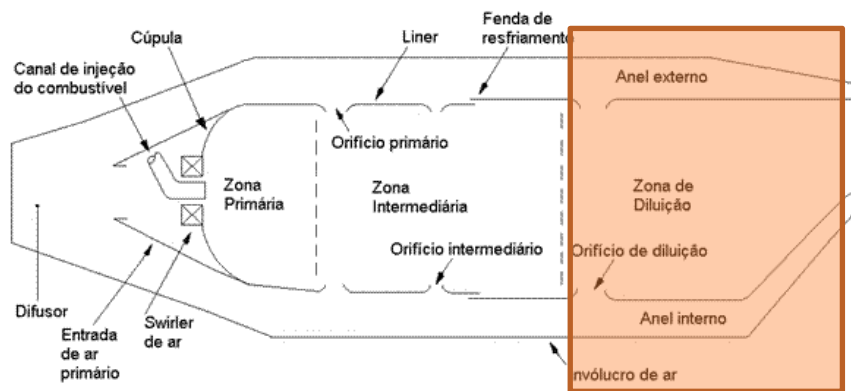 Cúpula
Canal de injeção
do combustível
Liner
Fenda de
resfriamento
Anel externo
Orifício primário
Zona
Primária
Zona
Intermediária
Zona de
Diluição
Orifício intermediário
Orifício de diluição
Difusor
Entrada
de ar
primário
Swirler
de ar
Anel interno
nvólucro de ar